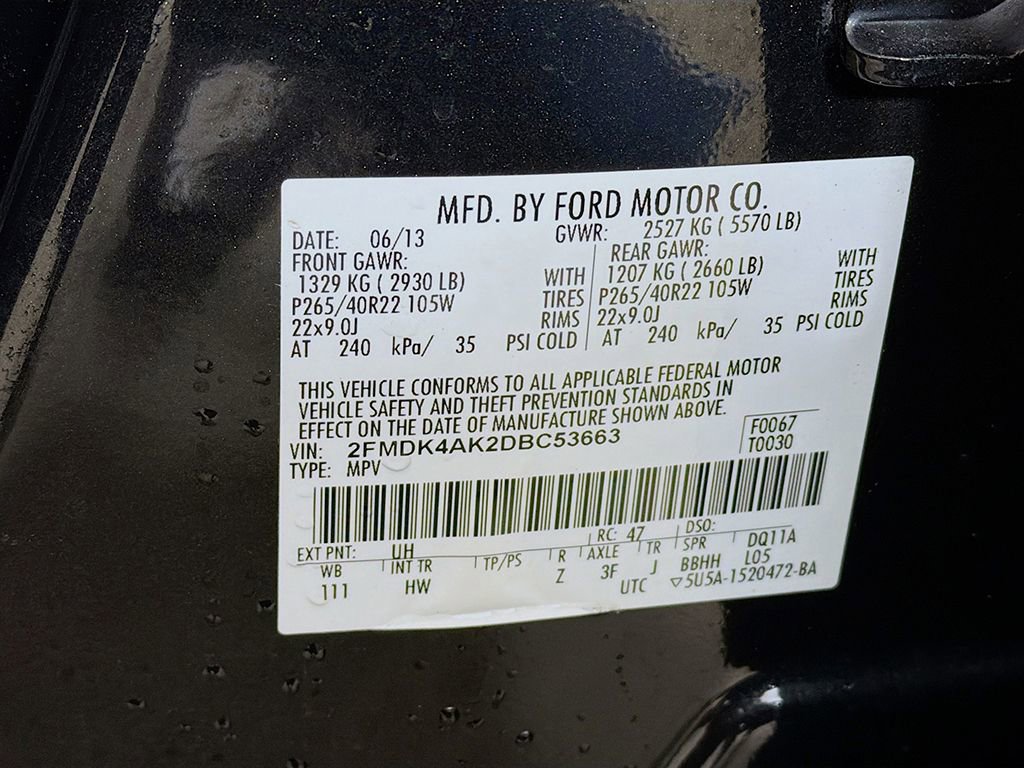 MFD. BY FORD MOTOR CO.
DATE: 06/13 GVWR: 2527 KG ( 5570 LB)
FRONT GAWR: REAR GAWR:
1329 KG ( 2930 LB) WITH 1207 KG ( 2660 LB) WITH
P265/40R22 105W TIRES P265/40R22 105W TIRES
22x9.0J RIMS 22x9.0J RIMS
AT 240 kPa/ 35 PSI COLD AT 240 kPa/ 35 PSI COLD
THIS VEHICLE CONFORMS TO ALL APPLICABLE FEDERAL MOTOR
VEHICLE SAFETY AND THEFT PREVENTION STANDARDS IN
EFFECT ON THE DATE OF MANUFACTURE SHOWN ABOVE.
VIN: 2FMDK4AK2DBC53663 F0067
TYPE: MPV T0030
EXT PNT: UH RC: 47 DSO:
WB INT TR TP/PS R AXLE TR SPR DQ11A
111 HW Z 3F J BBHH L05
UTC ▽5U5A-1520472-BA